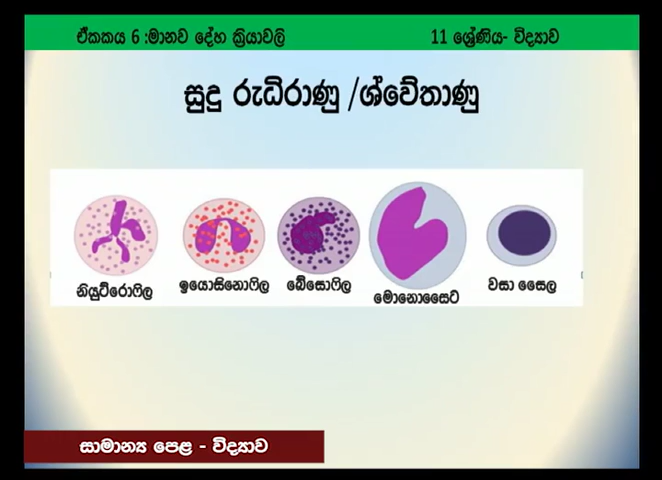 ඒකකය 6 :මානව දේහ ක්‍රියාවලි 11 ශ්‍රේණිය- විද්‍යාව
සුදු රුධිරාණු /ශ්වේතාණු
නියුට්රොෆිල ඉයොසිනොෆිල බේසොෆිල මොනොසෛට වසා සෛල
සාමාන්‍ය පෙළ - විද්‍යාව